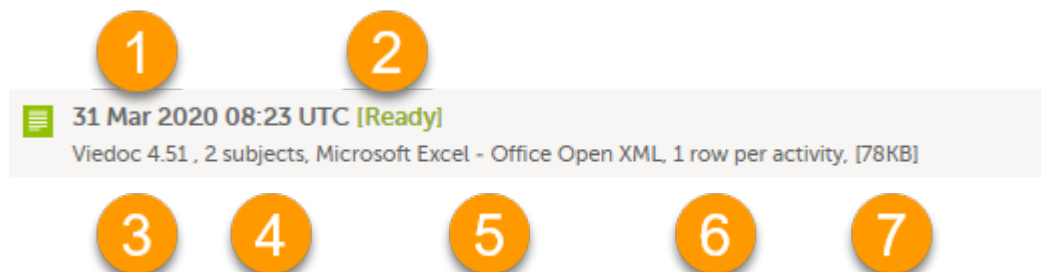 1 2
31 Mar 2020 08:23 UTC [Ready]
Viedoc 4.51 , 2 subjects, Microsoft Excel - Office Open XML, 1 row per activity, [78KB]
3 4 5 6 7